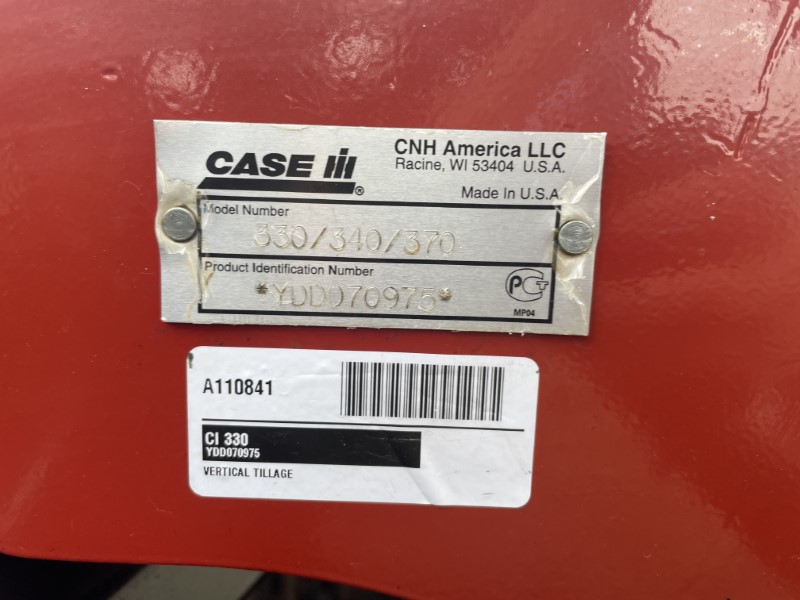 CASE IH®
CNH America LLC
Racine, WI 53404 U.S.A.
Made In U.S.A.
Model Number
330/340/370
Product Identification Number
*YDD070975*
PCT
MP04
A110841
CI 330
YDD070975
VERTICAL TILLAGE